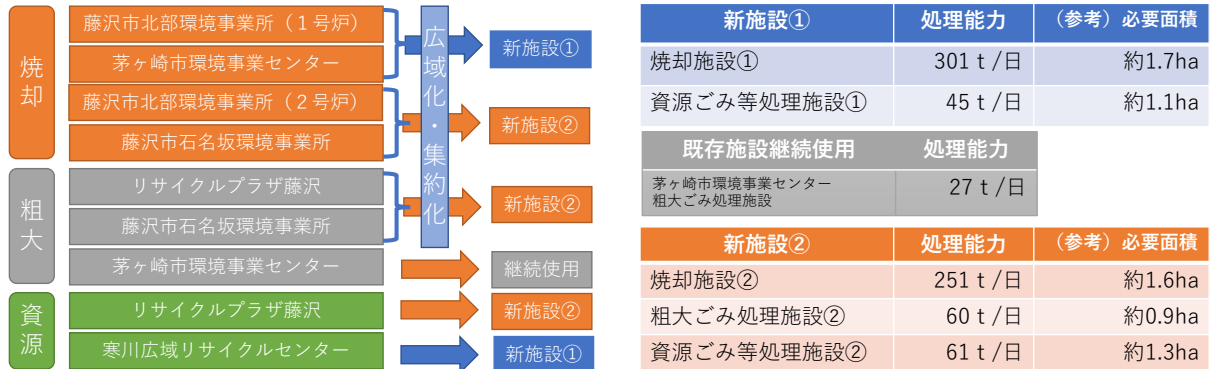 焼却
藤沢市北部環境事業所（１号炉）
茅ヶ崎市環境事業センター
藤沢市北部環境事業所（２号炉）
藤沢市石名坂環境事業所
粗大
リサイクルプラザ藤沢
藤沢市石名坂環境事業所
茅ヶ崎市環境事業センター
資源
リサイクルプラザ藤沢
寒川広域リサイクルセンター
広域化・集約化
新施設①
新施設②
新施設②
継続使用
新施設②
新施設①
新施設① 処理能力 （参考）必要面積
焼却施設① 301ｔ/日 約1.7ha
資源ごみ等処理施設① 45ｔ/日 約1.1ha
既存施設継続使用 処理能力
茅ヶ崎市環境事業センター
粗大ごみ処理施設 27ｔ/日
新施設② 処理能力 （参考）必要面積
焼却施設② 251ｔ/日 約1.6ha
粗大ごみ処理施設② 60ｔ/日 約0.9ha
資源ごみ等処理施設② 61ｔ/日 約1.3ha